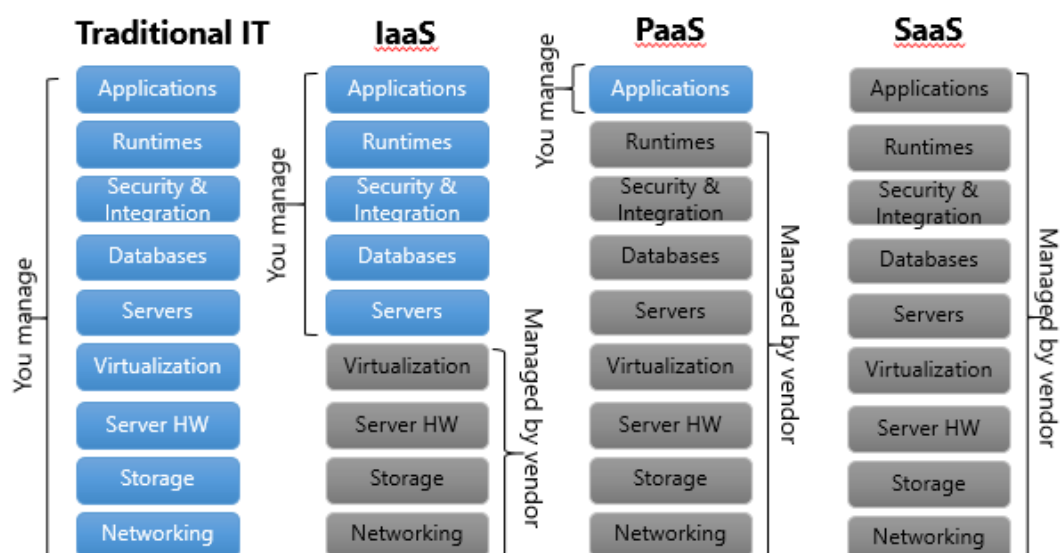 Traditional IT
IaaS
PaaS
SaaS
You manage
Applications
Runtimes
Security &
Integration
Databases
Servers
Virtualization
Server HW
Storage
Networking
You manage
Applications
Runtimes
Security &
Integration
Databases
Servers
Virtualization
Server HW
Storage
Networking
Managed by vendor
You manage
Applications
Runtimes
Security &
Integration
Databases
Servers
Virtualization
Server HW
Storage
Networking
Managed by vendor
Applications
Runtimes
Security &
Integration
Databases
Servers
Virtualization
Server HW
Storage
Networking
Managed by vendor